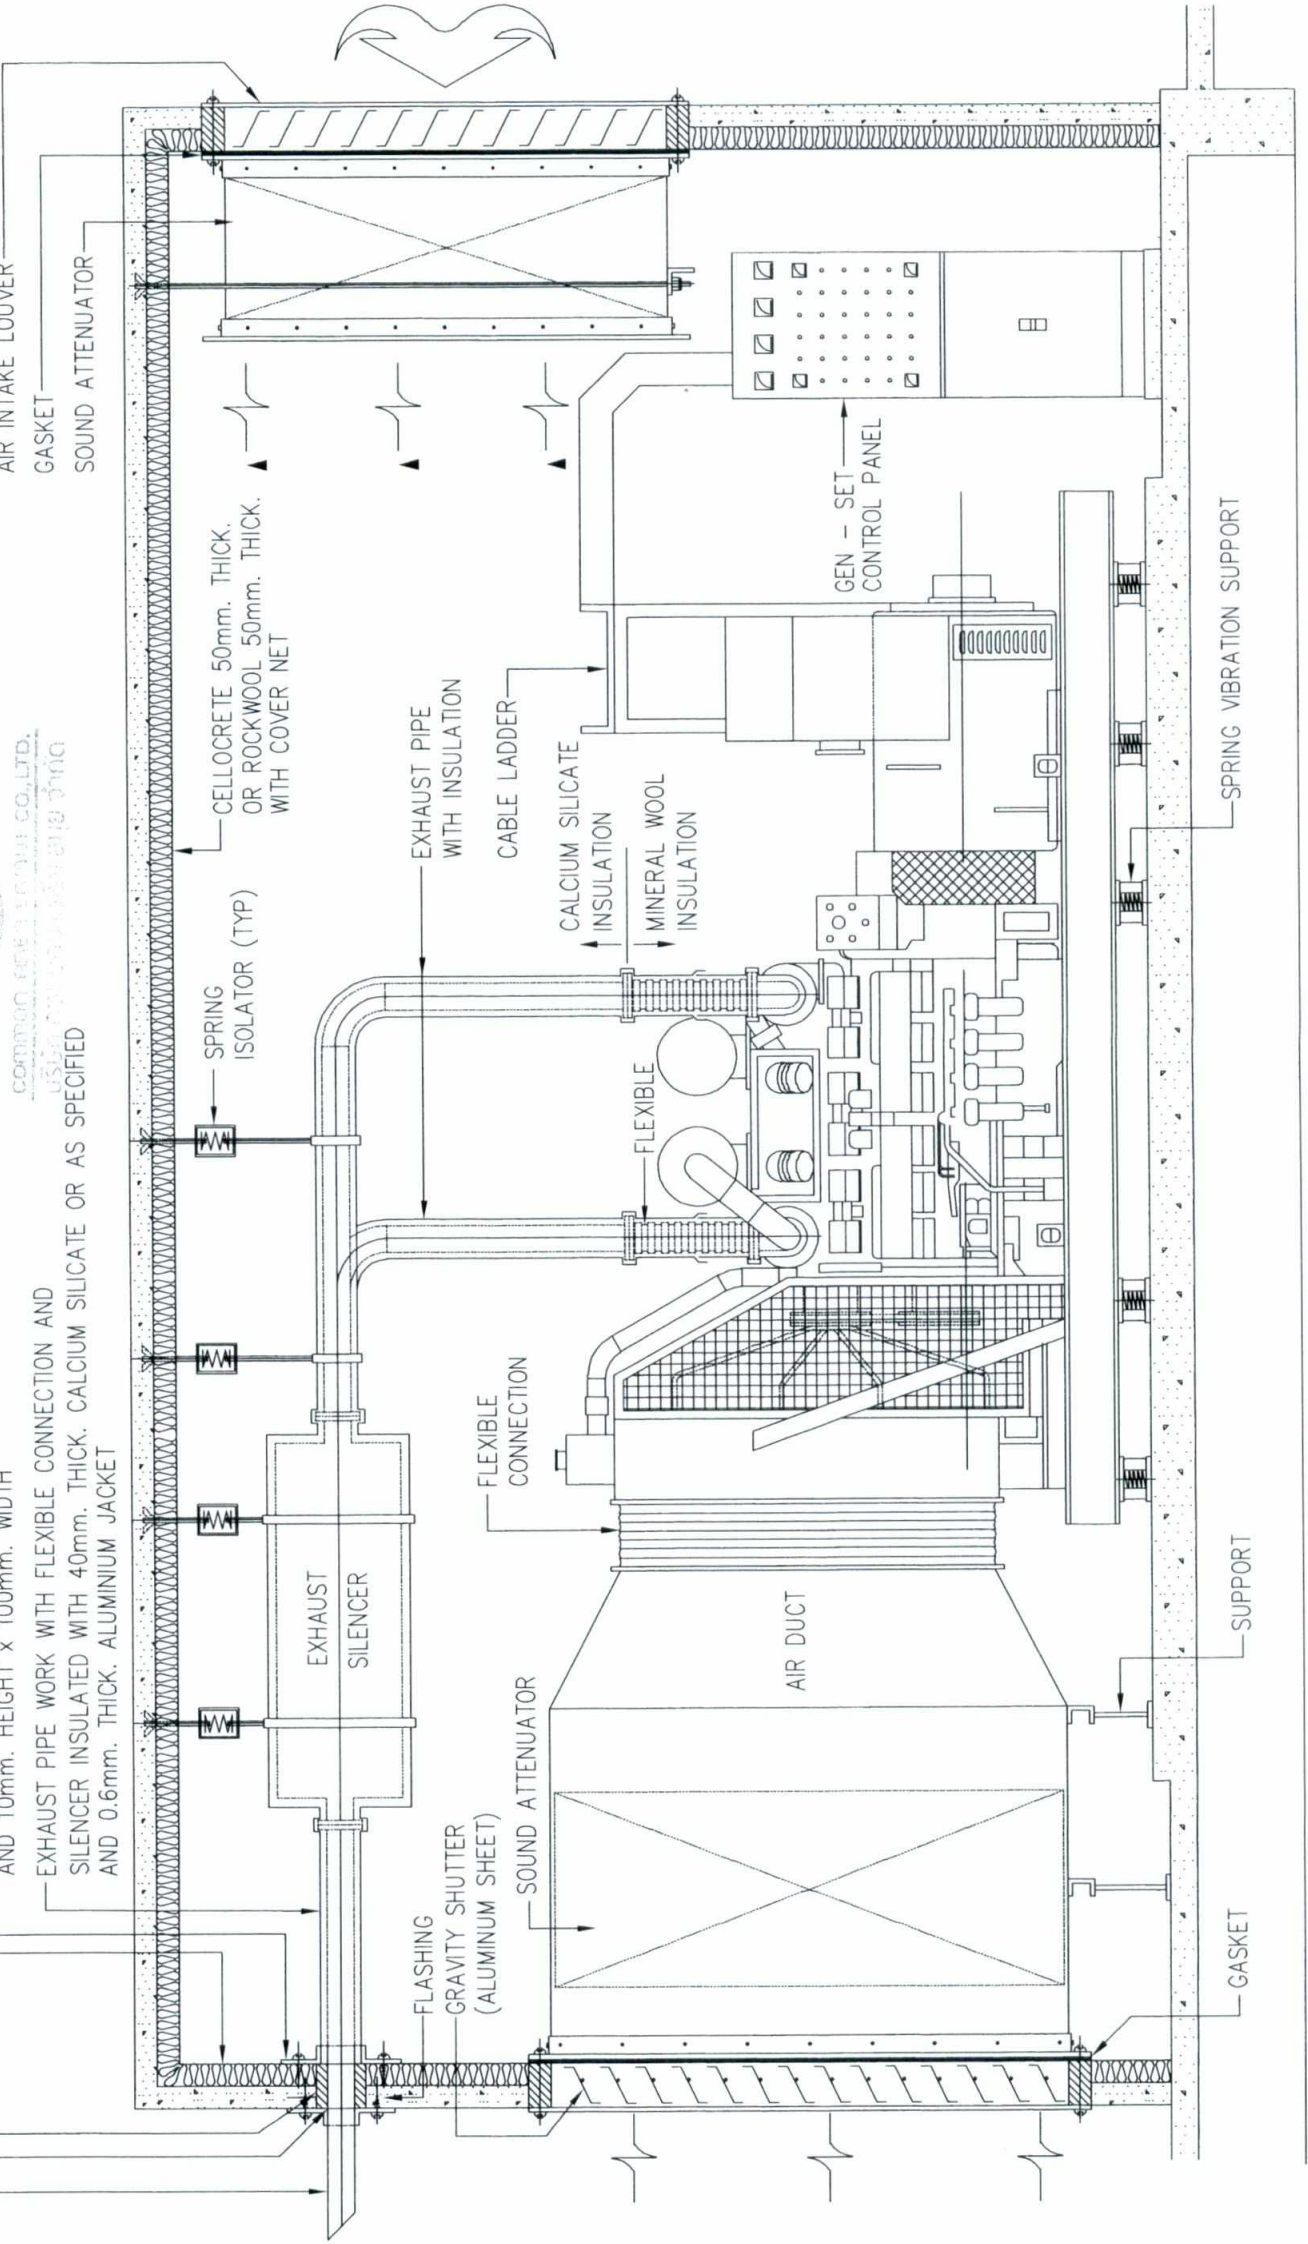 AIR INTAKE LOUVER
GASKET
SOUND ATTENUATOR
AND 10mm. HEIGHT x 100mm. WIDTH
EXHAUST PIPE WORK WITH FLEXIBLE CONNECTION AND
SILENCER INSULATED WITH 40mm. THICK. CALCIUM SILICATE OR AS SPECIFIED
AND 0.6mm. THICK. ALUMINIUM JACKET
CO.,LTD.
SPRING
ISOLATOR (TYP)
CELLOCRETE 50mm. THICK.
OR ROCKWOOL 50mm. THICK.
WITH COVER NET
EXHAUST PIPE
WITH INSULATION
CABLE LADDER
CALCIUM SILICATE
INSULATION
MINERAL WOOL
INSULATION
GEN - SET
CONTROL PANEL
EXHAUST
SILENCER
FLEXIBLE
FLEXIBLE
CONNECTION
FLASHING
GRAVITY SHUTTER
(ALUMINUM SHEET)
SOUND ATTENUATOR
AIR DUCT
GASKET
SUPPORT
SPRING VIBRATION SUPPORT